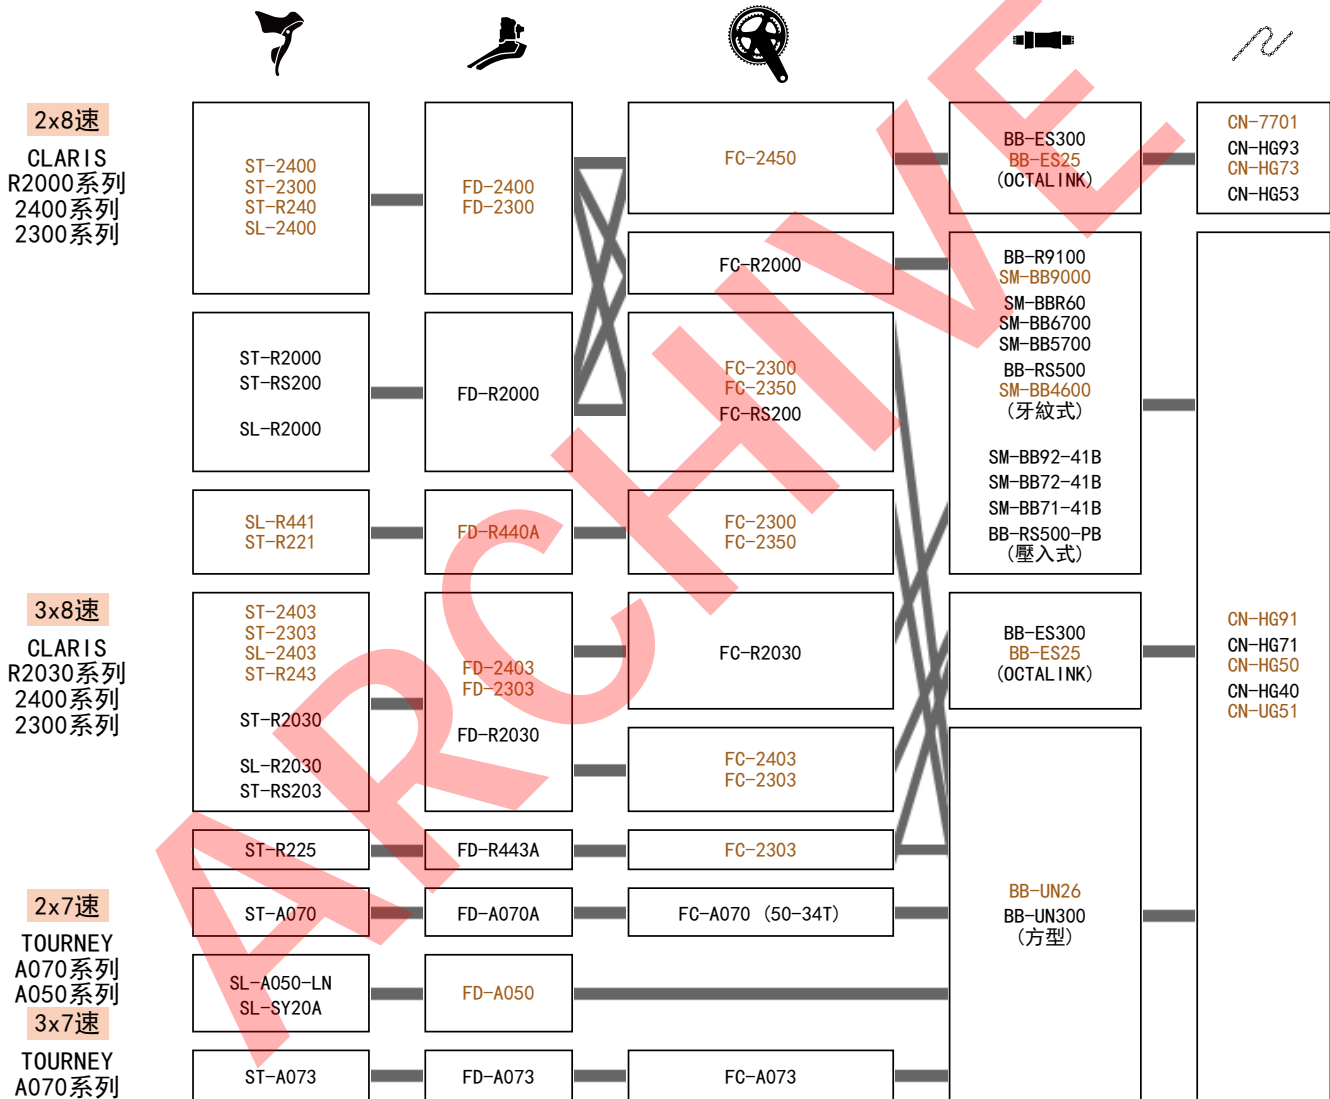 2x8速
CLARIS
R2000系列
2400系列
2300系列
ST-2400
ST-2300
ST-R240
SL-2400
FD-2400
FD-2300
FC-2450
BB-ES300
BB-ES25
(OCTALINK)
CN-7701
CN-HG93
CN-HG73
CN-HG53
FC-R2000
BB-R9100
SM-BB9000
SM-BBR60
SM-BB6700
SM-BB5700
BB-RS500
SM-BB4600
(牙紋式)
SM-BB92-41B
SM-BB72-41B
SM-BB71-41B
BB-RS500-PB
(壓入式)
ST-R2000
ST-RS200
SL-R2000
FD-R2000
FC-2300
FC-2350
FC-RS200
SL-R441
ST-R221
FD-R440A
FC-2300
FC-2350
3x8速
CLARIS
R2030系列
2400系列
2300系列
ST-2403
ST-2303
SL-2403
ST-R243
ST-R2030
SL-R2030
ST-RS203
FD-2403
FD-2303
FD-R2030
FC-R2030
BB-ES300
BB-ES25
(OCTALINK)
CN-HG91
CN-HG71
CN-HG50
CN-HG40
CN-UG51
FC-2403
FC-2303
ST-R225
FD-R443A
FC-2303
2x7速
TOURNEY
A070系列
A050系列
ST-A070
FD-A070A
FC-A070 (50-34T)
BB-UN26
BB-UN300
(方型)
SL-A050-LN
SL-SY20A
FD-A050
3x7速
TOURNEY
A070系列
ST-A073
FD-A073
FC-A073
ARCHIVE